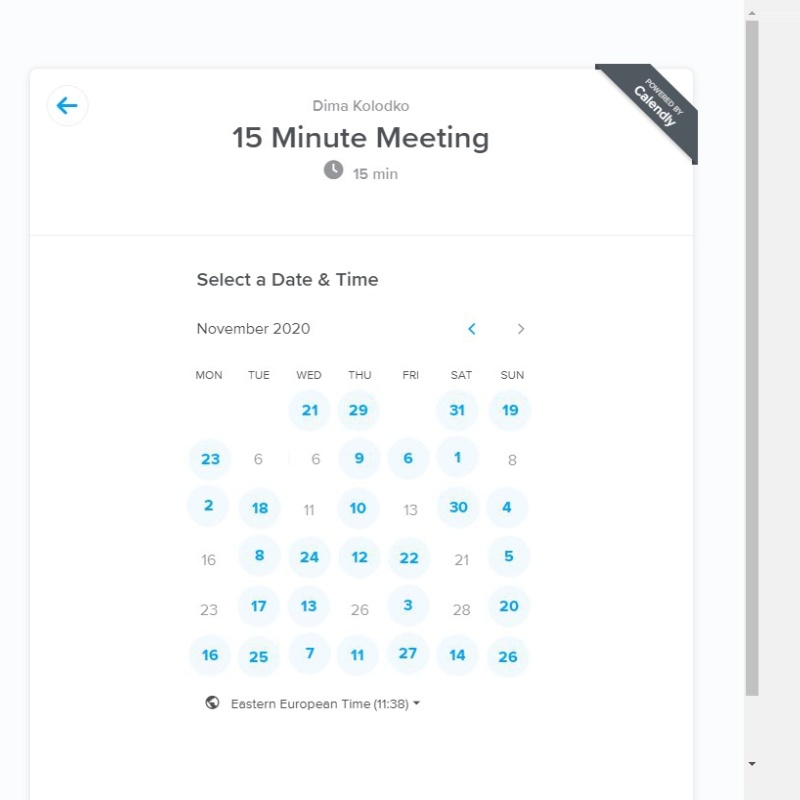 POWERED BY
Calendly
Dima Kolodko
15 Minute Meeting
15 min
Select a Date & Time
November 2020
MON TUE WED THU FRI SAT SUN
21 29 31 19
23 6 6 9 6 1 8
2 18 11 10 13 30 4
16 8 24 12 22 21 5
23 17 13 26 3 28 20
16 25 7 11 27 14 26
Eastern European Time (11:38)